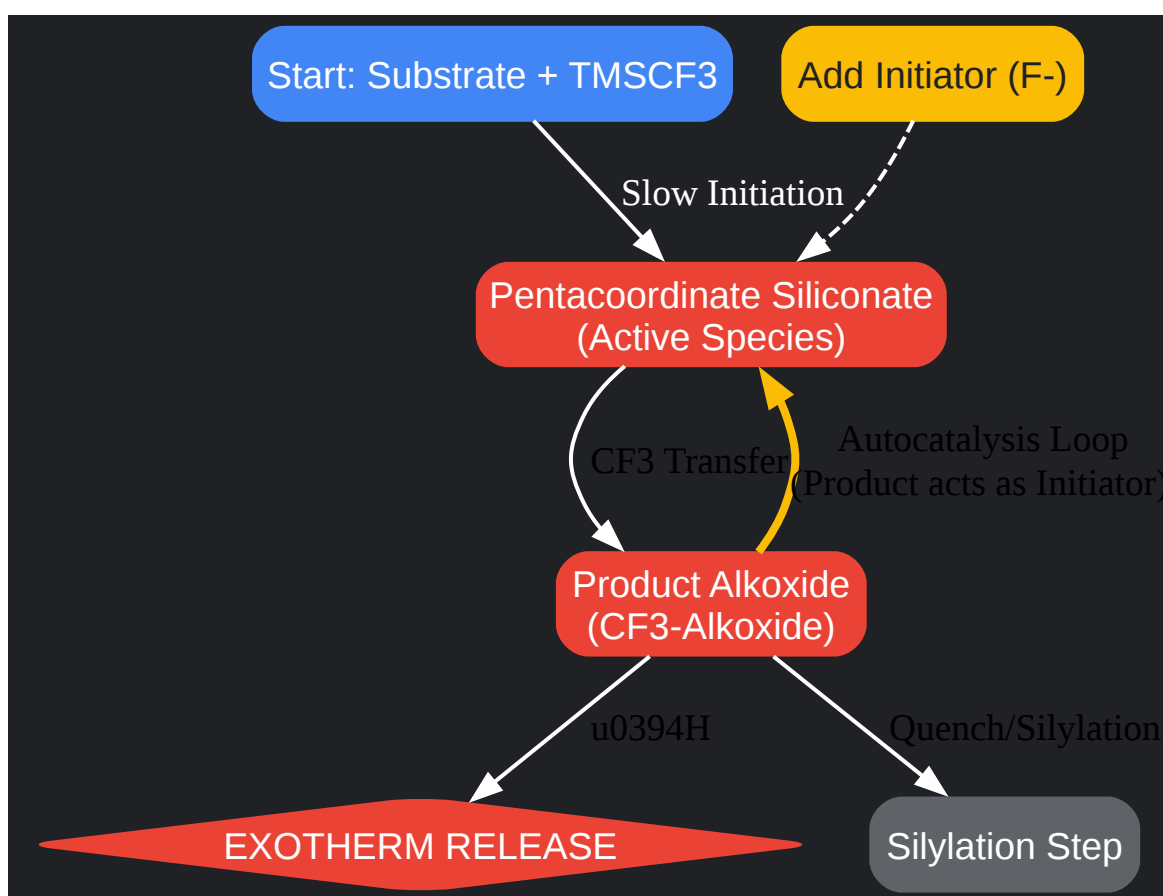 Start: Substrate + TMSCF3
Add Initiator (F-)
Slow Initiation
Pentacoordinate Siliconate
(Active Species)
CF3 Transfer
Autocatalysis Loop
(Product acts as Initiator)
Product Alkoxide
(CF3-Alkoxide)
u0394H
Quench/Silylation
EXOTHERM RELEASE
Silylation Step